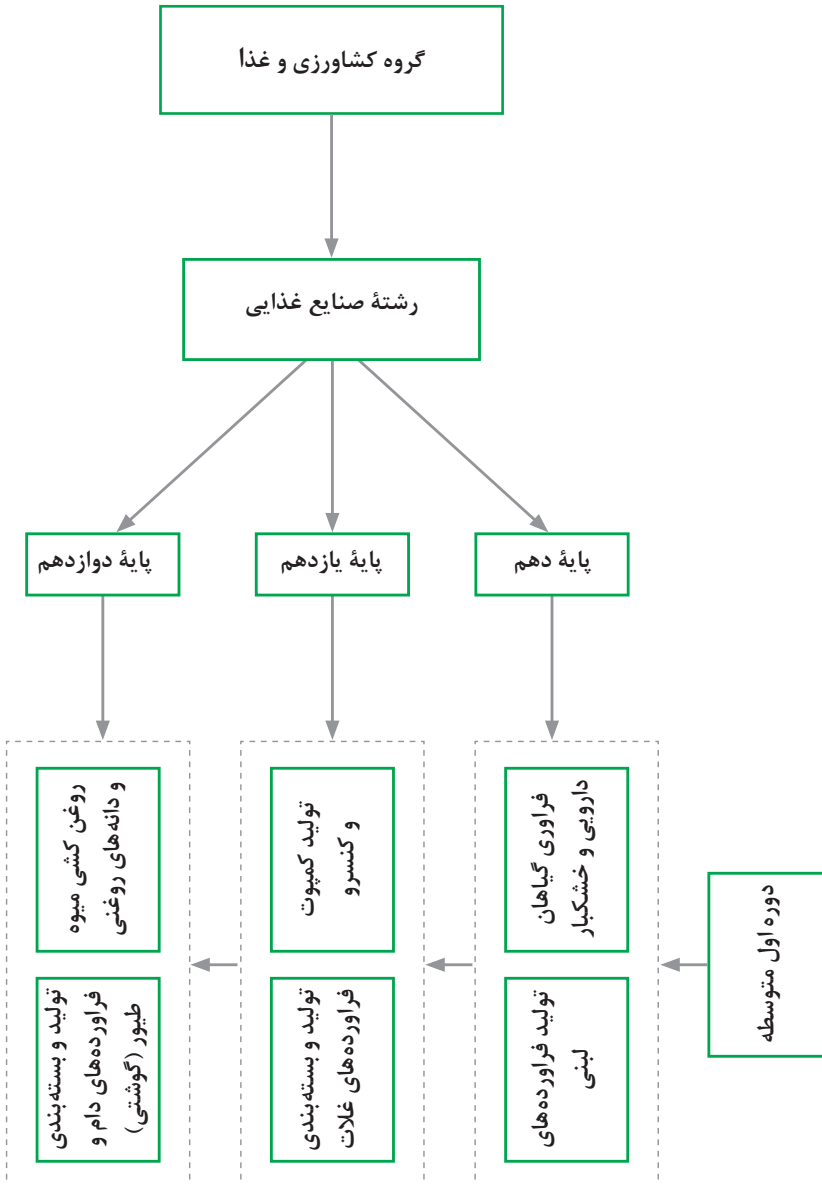 گروه کشاورزی و غذا
رشتهٔ صنایع غذایی
پایهٔ دهم
پایهٔ یازدهم
پایهٔ دوازدهم
دوره اول متوسطه
فراوری گیاهان
دارویی و خشکبار
تولید فراورده‌های
لبنی
تولید کمپوت
و کنسرو
تولید و بسته‌بندی
فراورده‌های غلات
روغن کشی میوه
و دانه‌های روغنی
تولید و بسته‌بندی
فراورده‌های دام و
طیور (گوشتی)